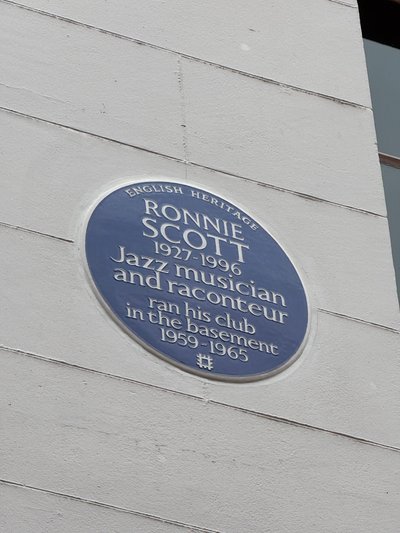 ENGLISH HERITAGE
RONNIE
SCOTT
1927-1996
Jazz musician
and raconteur
ran his club
in the basement
1959-1965